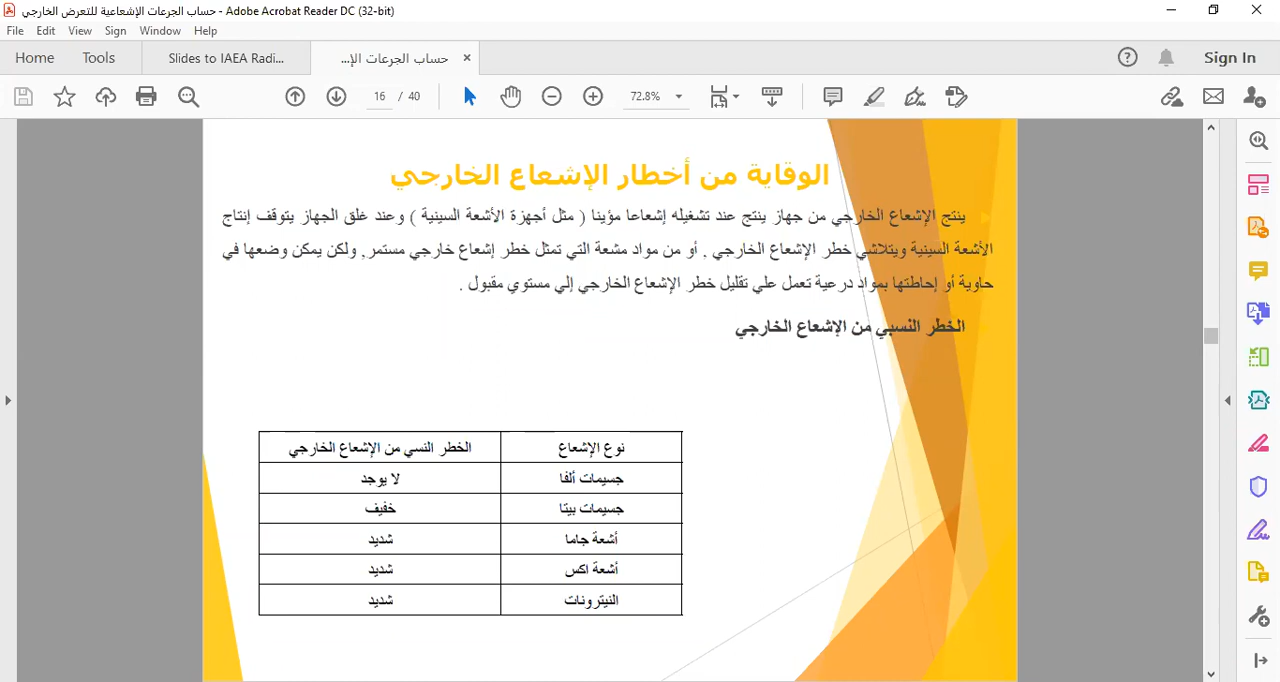 حساب الجرعات الإشعاعية للتعرض الخارجي - Adobe Acrobat Reader DC (32-bit)
File Edit View Sign Window Help
Home Tools Slides to IAEA Radi... حساب الجرعات الإ... × Sign In
16 / 40 72.8%
الوقاية من أخطار الإشعاع الخارجي
ينتج الإشعاع الخارجي من جهاز ينتج عند تشغيله إشعاعا مؤينا ( مثل أجهزة الأشعة السينية ) وعند غلق الجهاز يتوقف إنتاج
الأشعة السينية ويتلاشي خطر الإشعاع الخارجي , أو من مواد مشعة التي تمثل خطر إشعاع خارجي مستمر, ولكن يمكن وضعها في
حاوية أو إحاطتها بمواد درعية تعمل علي تقليل خطر الإشعاع الخارجي إلي مستوي مقبول .
الخطر النسبي من الإشعاع الخارجي
نوع الإشعاع الخطر النسي من الإشعاع الخارجي
جسيمات ألفا لا يوجد
جسيمات بيتا خفيف
أشعة جاما شديد
أشعة اكس شديد
النيترونات شديد